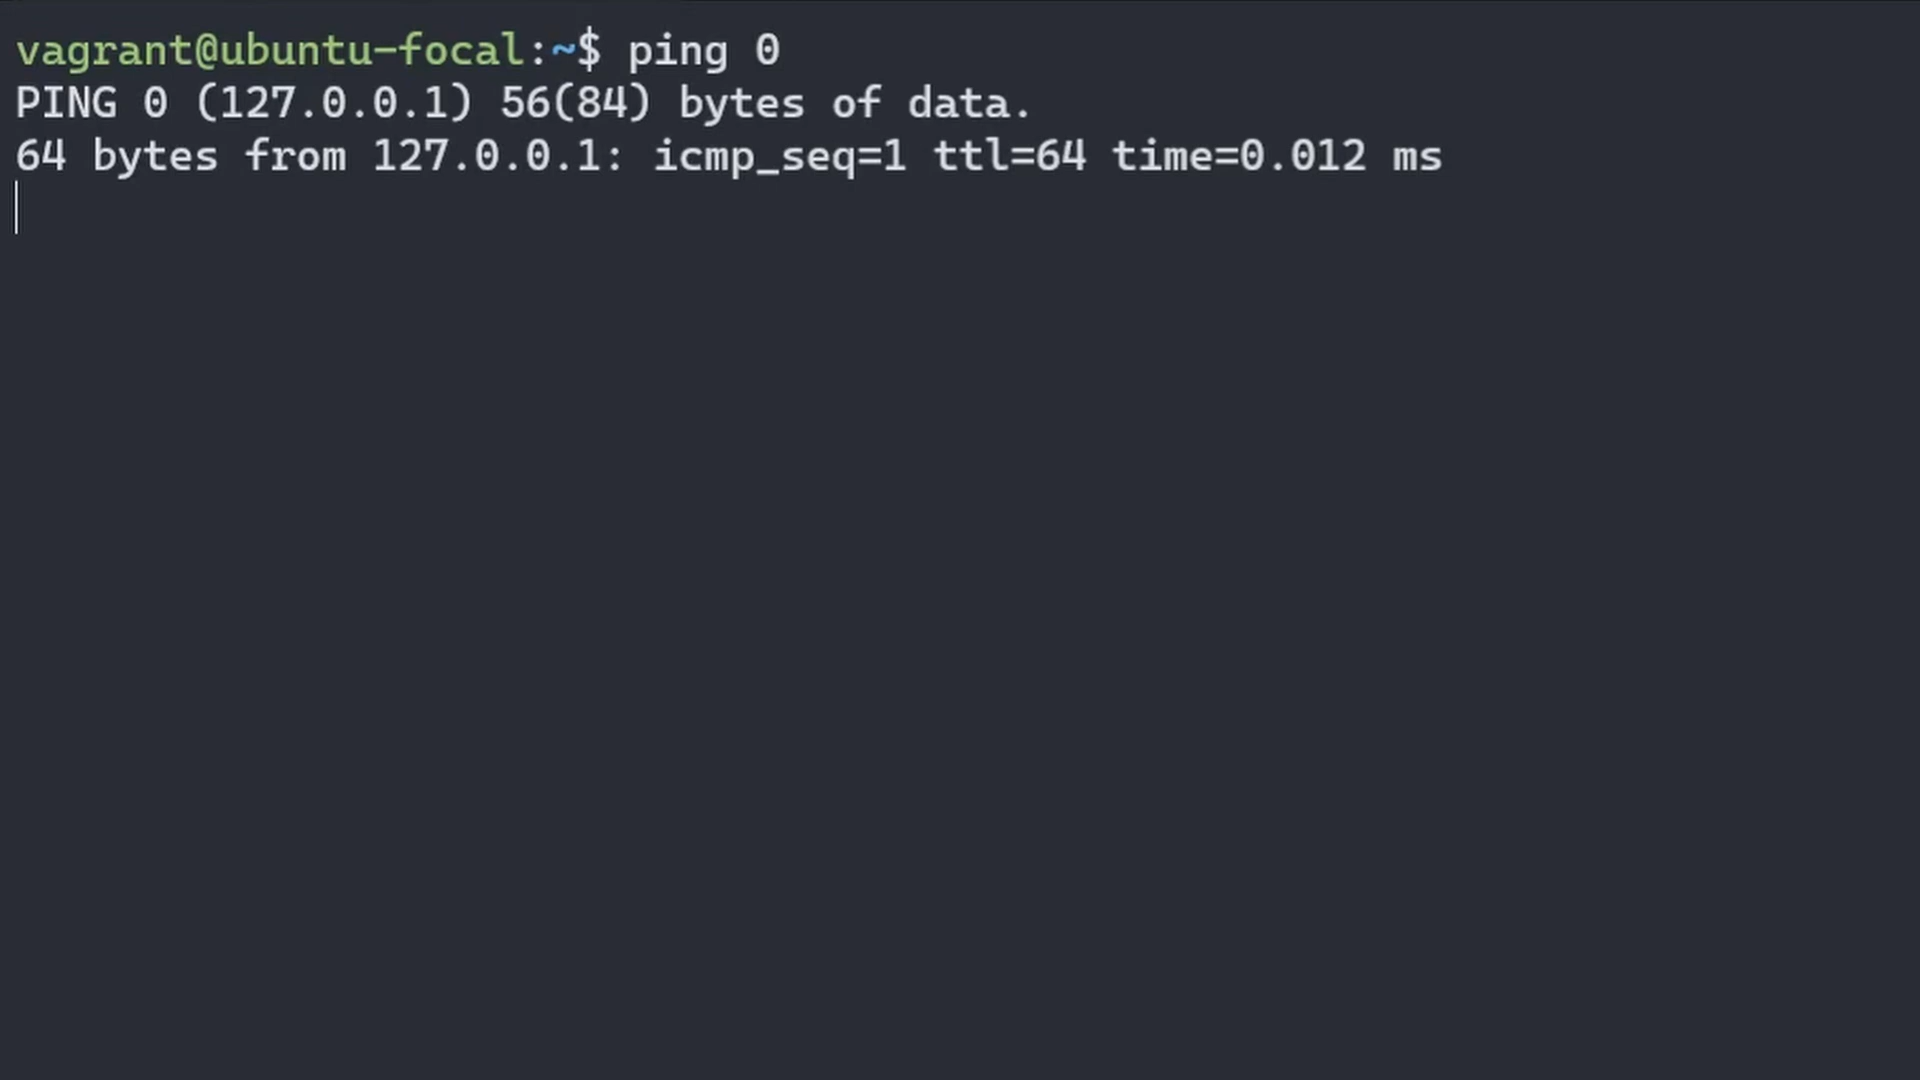 vagrant@ubuntu-focal:~$ ping 0
PING 0 (127.0.0.1) 56(84) bytes of data.
64 bytes from 127.0.0.1: icmp_seq=1 ttl=64 time=0.012 ms